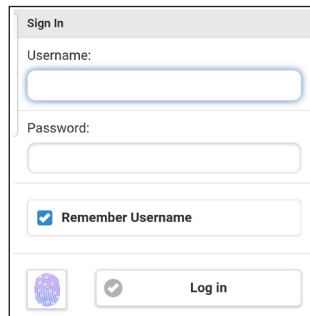 Sign In
Username:
Password:
Remember Username
Log in